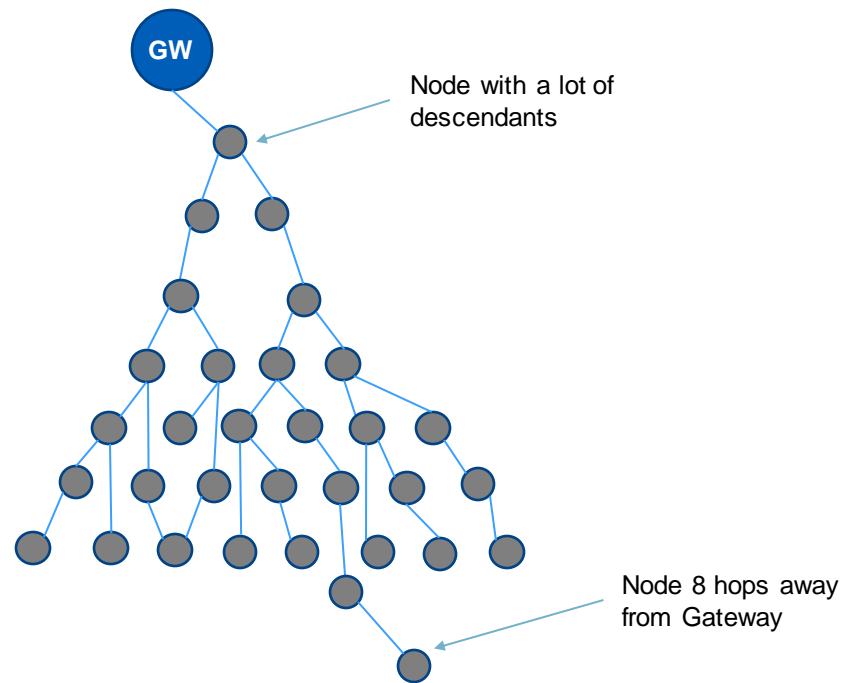 GW
Node with a lot of
descendants
Node 8 hops away
from Gateway